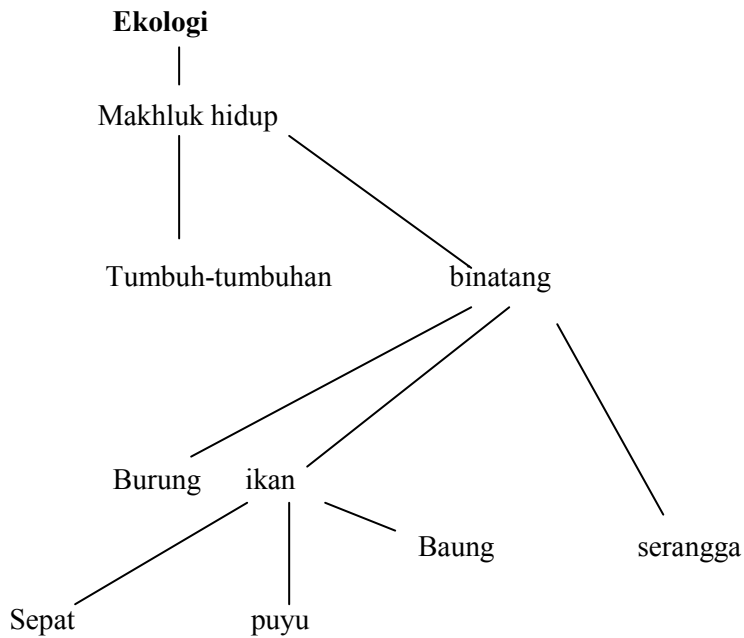 Ekologi
Makhluk hidup
Tumbuh-tumbuhan binatang
Burung ikan
Baung serangga
Sepat puyu